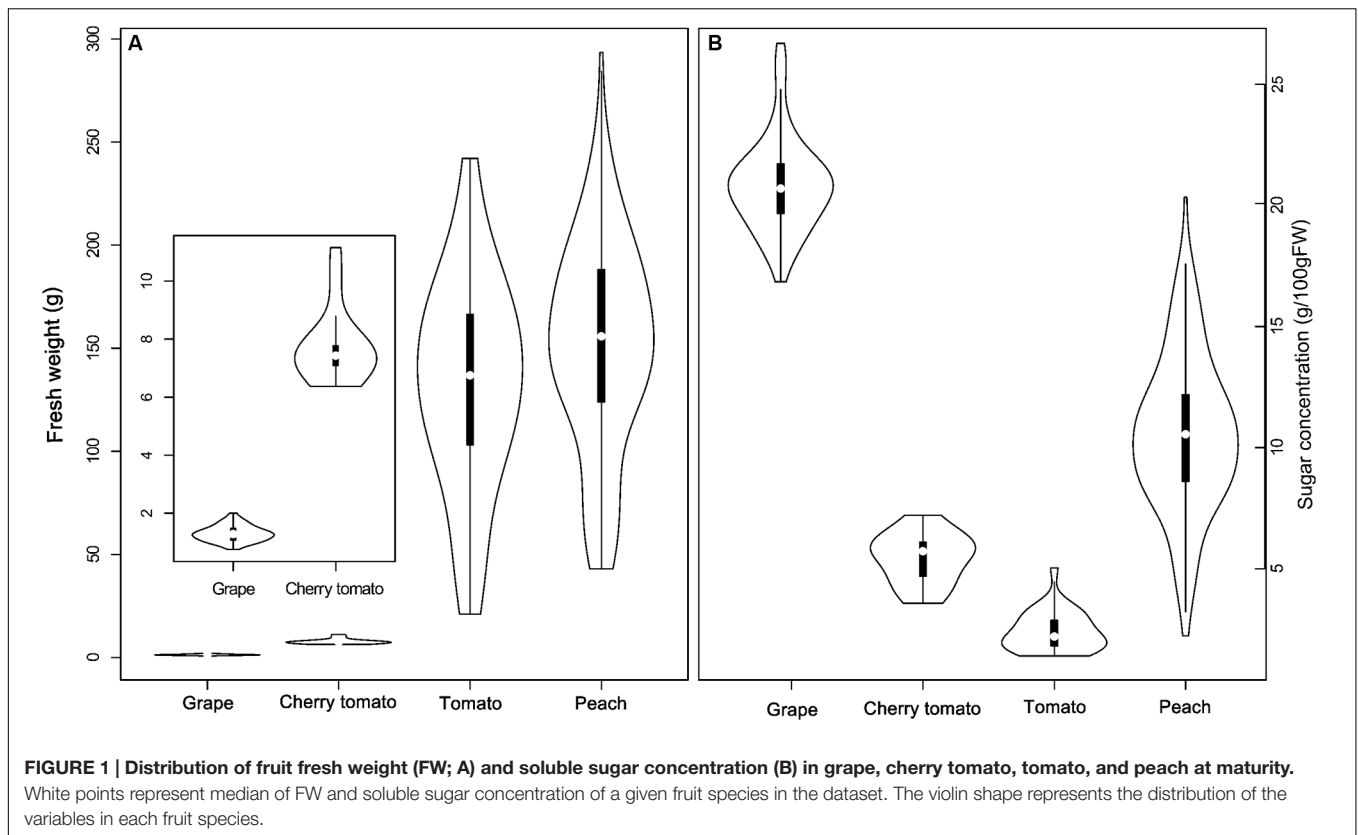 A
B
300
250
200
150
100
50
0
Fresh weight (g)
10
8
6
4
2
Grape
Cherry tomato
Grape
Cherry tomato
Tomato
Peach
25
20
15
10
5
Sugar concentration (g/100gFW)
Grape
Cherry tomato
Tomato
Peach
FIGURE 1 | Distribution of fruit fresh weight (FW; A) and soluble sugar concentration (B) in grape, cherry tomato, tomato, and peach at maturity.
White points represent median of FW and soluble sugar concentration of a given fruit species in the dataset. The violin shape represents the distribution of the
variables in each fruit species.